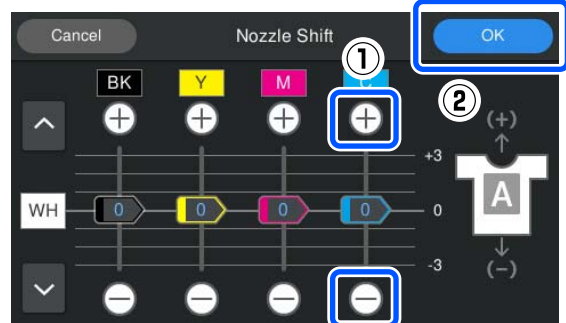 Cancel Nozzle Shift OK
①
BK Y M C
②
(+)
+3
A
WH 0 0 0 0 0
-3
(−)